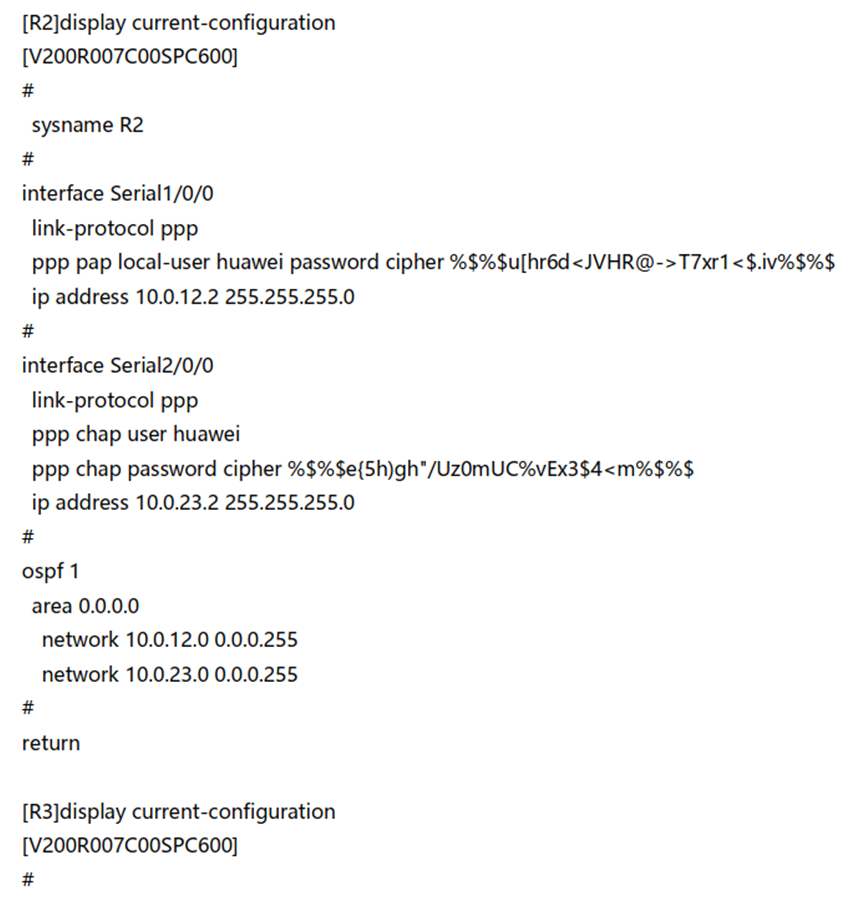 [R2]display current-configuration
[V200R007C00SPC600]
#
sysname R2
#
interface Serial1/0/0
link-protocol ppp
ppp pap local-user huawei password cipher %$%$u[hr6d<JVHR@->T7xr1<$.iv%$%$
ip address 10.0.12.2 255.255.255.0
#
interface Serial2/0/0
link-protocol ppp
ppp chap user huawei
ppp chap password cipher %$%$e{5h)gh"/Uz0mUC%vEx3$4<m%$%$
ip address 10.0.23.2 255.255.255.0
#
ospf 1
area 0.0.0.0
network 10.0.12.0 0.0.0.255
network 10.0.23.0 0.0.0.255
#
return
[R3]display current-configuration
[V200R007C00SPC600]
#